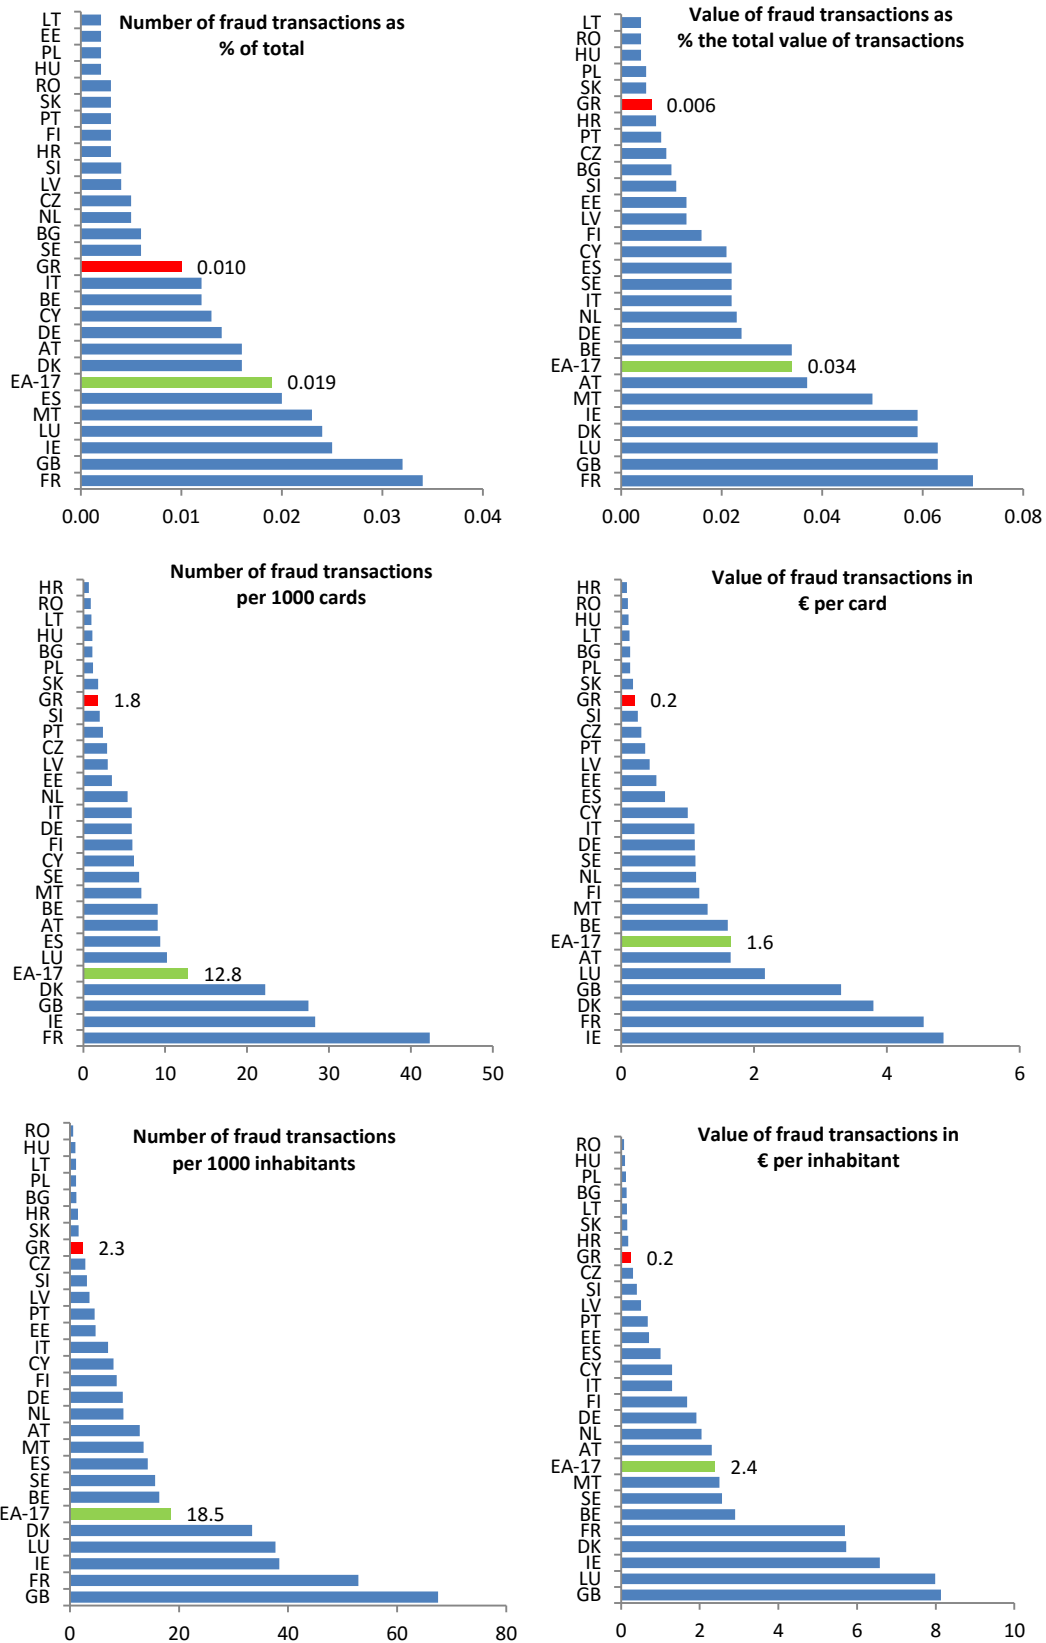 Number of fraud transactions as
% of total
LT
EE
PL
HU
RO
SK
PT
FI
HR
SI
LV
CZ
NL
BG
SE
GR 0.010
IT
BE
CY
DE
AT
DK
EA-17 0.019
ES
MT
LU
IE
GB
FR
0.00 0.01 0.02 0.03 0.04
Value of fraud transactions as
% the total value of transactions
LT
RO
HU
PL
SK
GR 0.006
HR
PT
CZ
BG
SI
EE
LV
FI
CY
ES
SE
IT
NL
DE
BE
EA-17 0.034
AT
MT
IE
DK
LU
GB
FR
0.00 0.02 0.04 0.06 0.08
Number of fraud transactions
per 1000 cards
HR
RO
LT
HU
BG
PL
SK
GR 1.8
SI
PT
CZ
LV
EE
NL
IT
DE
FI
CY
SE
MT
BE
AT
ES
LU
EA-17 12.8
DK
GB
IE
FR
0 10 20 30 40 50
Value of fraud transactions in
€ per card
HR
RO
HU
LT
BG
PL
SK
GR 0.2
SI
CZ
PT
LV
EE
ES
CY
IT
DE
SE
NL
FI
MT
BE
EA-17 1.6
AT
LU
GB
DK
FR
IE
0 2 4 6
Number of fraud transactions
per 1000 inhabitants
RO
HU
LT
PL
BG
HR
SK
GR 2.3
CZ
SI
LV
PT
EE
IT
CY
FI
DE
NL
AT
MT
ES
SE
BE
EA-17 18.5
DK
LU
IE
FR
GB
0 20 40 60 80
Value of fraud transactions in
€ per inhabitant
RO
HU
PL
BG
LT
SK
HR
GR 0.2
CZ
SI
LV
PT
EE
ES
CY
IT
FI
DE
NL
AT
EA-17 2.4
MT
SE
BE
FR
DK
IE
LU
GB
0 2 4 6 8 10